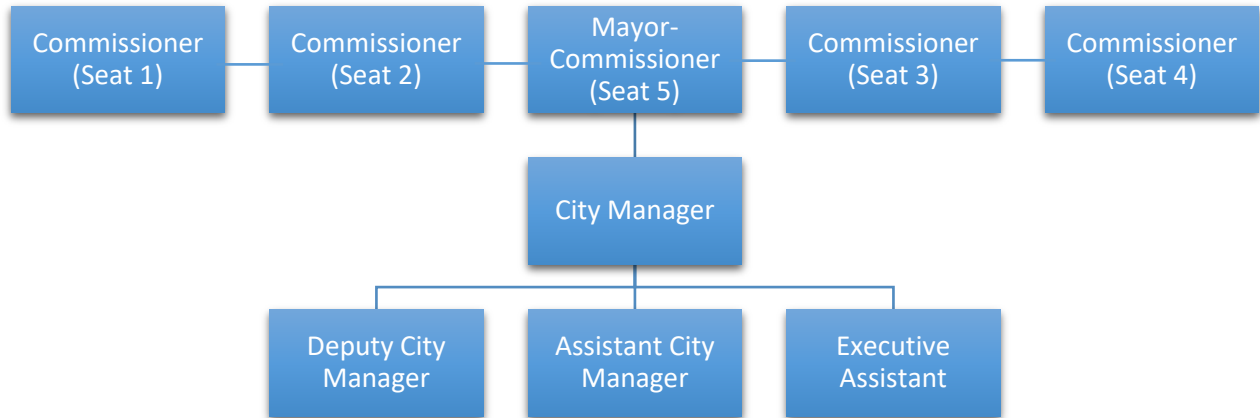 Commissioner
(Seat 1)
Commissioner
(Seat 2)
Mayor-
Commissioner
(Seat 5)
Commissioner
(Seat 3)
Commissioner
(Seat 4)
City Manager
Deputy City
Manager
Assistant City
Manager
Executive
Assistant